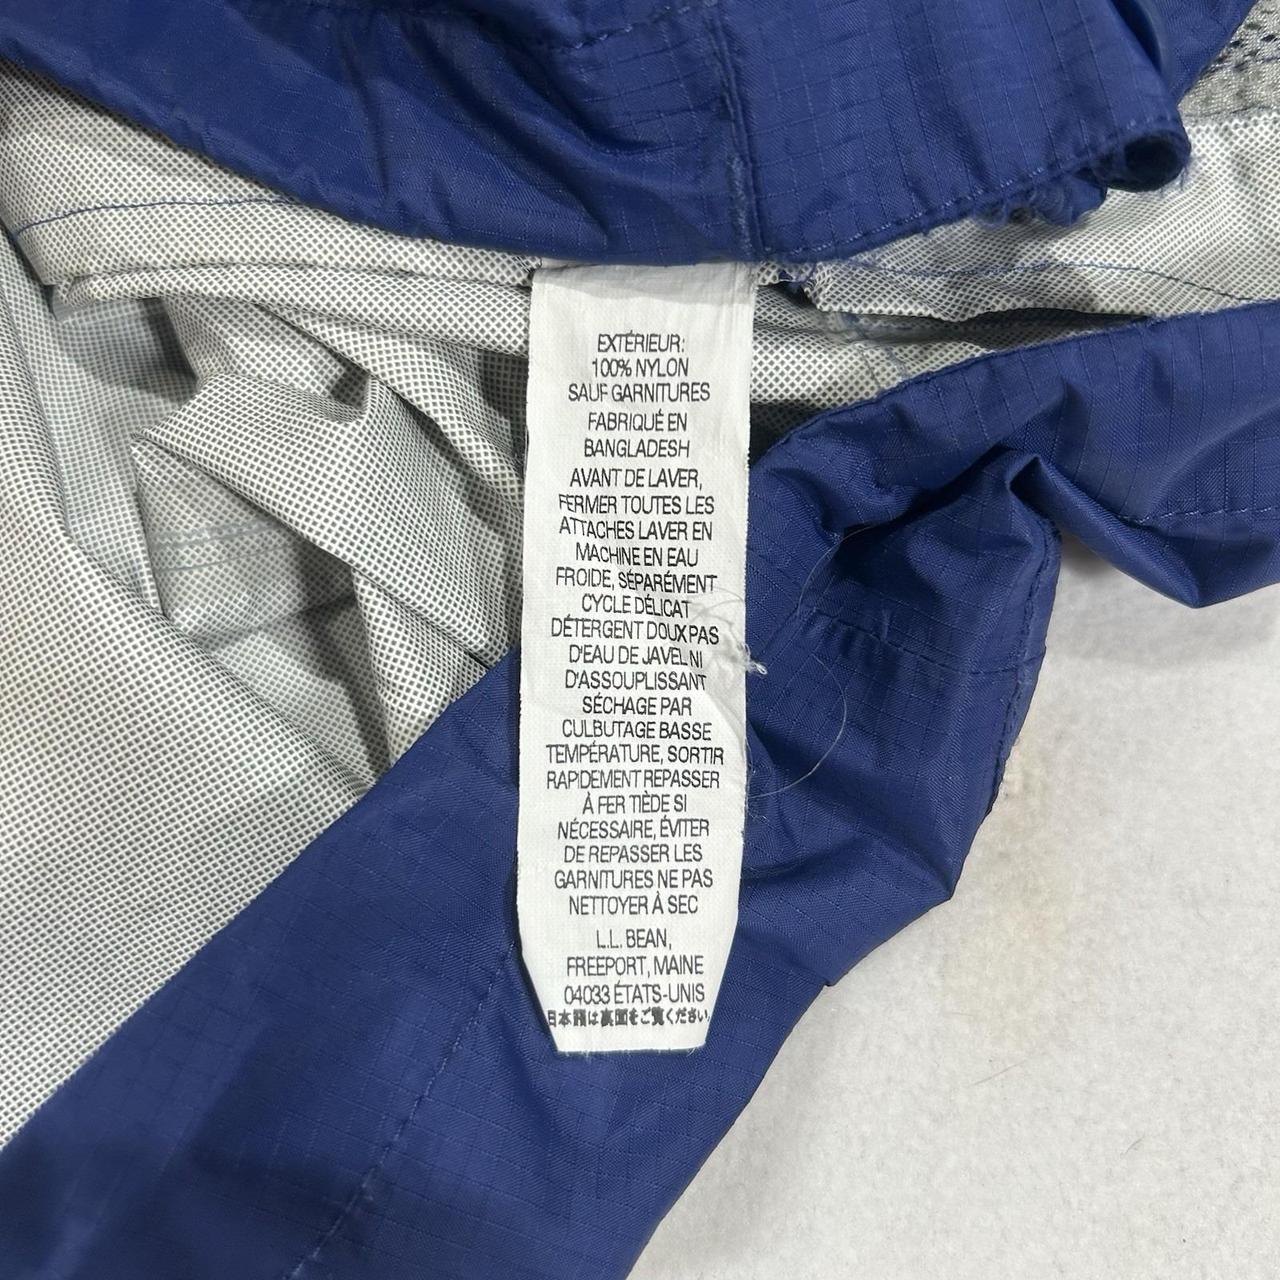 EXTÉRIEUR:
100% NYLON
SAUF GARNITURES
FABRIQUÉ EN
BANGLADESH
AVANT DE LAVER,
FERMER TOUTES LES
ATTACHES LAVER EN
MACHINE EN EAU
FROIDE, SÉPARÉMENT
CYCLE DÉLICAT
DÉTERGENT DOUX PAS
D'EAU DE JAVEL NI
D'ASSOUPLISSANT
SÉCHAGE PAR
CULBUTAGE BASSE
TEMPÉRATURE, SORTIR
RAPIDEMENT REPASSER
À FER TIÈDE SI
NÉCESSAIRE, ÉVITER
DE REPASSER LES
GARNITURES NE PAS
NETTOYER À SEC
L.L. BEAN,
FREEPORT, MAINE
04033 ÉTATS-UNIS
日本語は裏面をご覧ください。